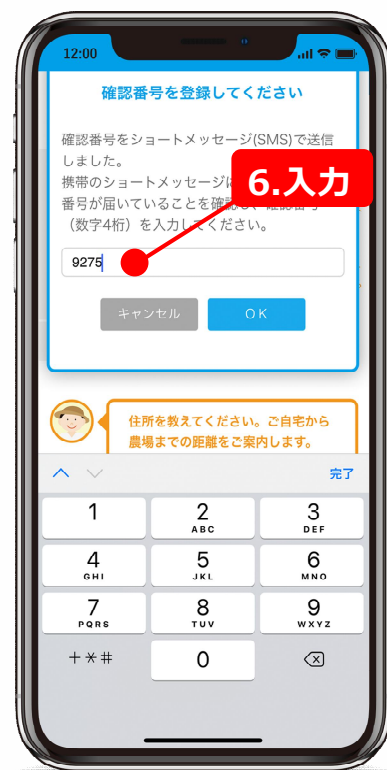 12:00
確認番号を登録してください
確認番号をショートメッセージ(SMS)で送信
しました。
携帯のショートメッセージに
番号が届いていることを確認し、確認番号
(数字4桁)を入力してください。
6.入力
9275
キャンセル
OK
住所を教えてください。ご自宅から
農場までの距離をご案内します。
完了
1
2
ABC
3
DEF
4
GHI
5
JKL
6
MNO
7
PQRS
8
TUV
9
WXYZ
+*#
0